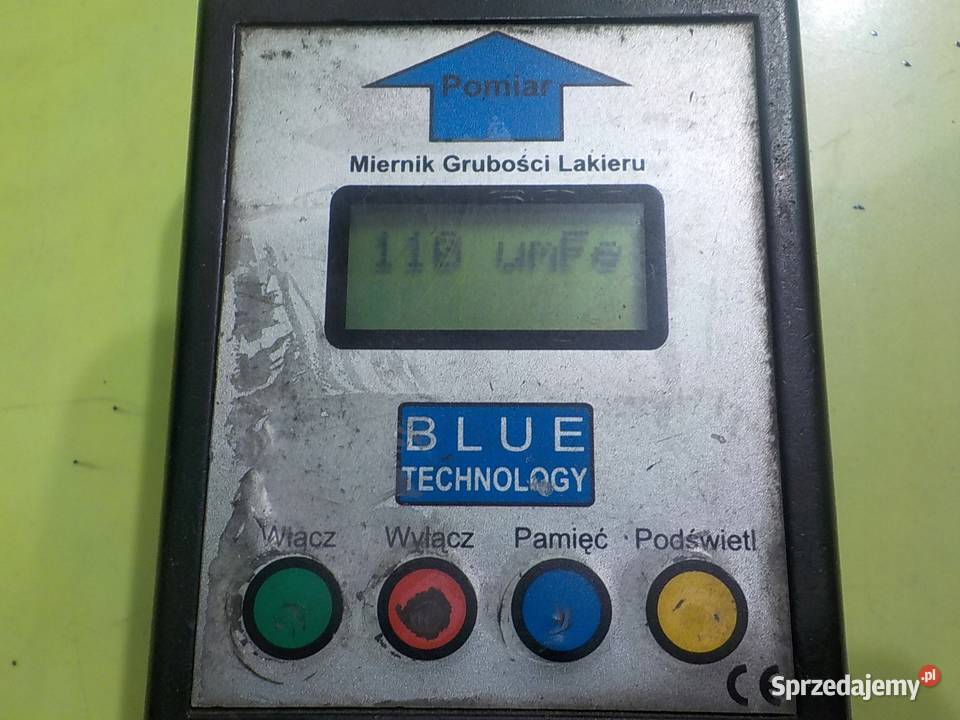 Pomiar
Miernik Grubości Lakieru
110 umFe
BLUE
TECHNOLOGY
Włącz Wyłącz Pamięć Podświetl
CE
Sprzedajemy.pl